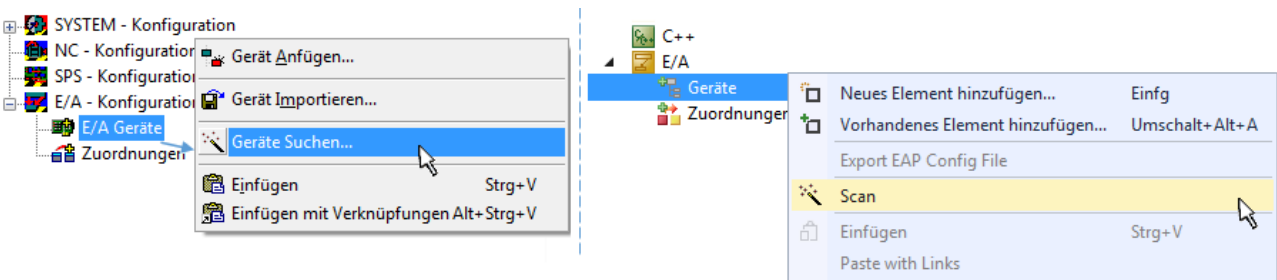 SYSTEM - Konfiguration
NC - Konfiguration
SPS - Konfiguration
E/A - Konfiguration
E/A Geräte
Zuordnungen
Gerät Anfügen...
Gerät Importieren...
Geräte Suchen...
Einfügen Strg+V
Einfügen mit Verknüpfungen Alt+Strg+V
C++
E/A
Geräte
Zuordnungen
Neues Element hinzufügen... Einfg
Vorhandenes Element hinzufügen... Umschalt+Alt+A
Export EAP Config File
Scan
Einfügen Strg+V
Paste with Links